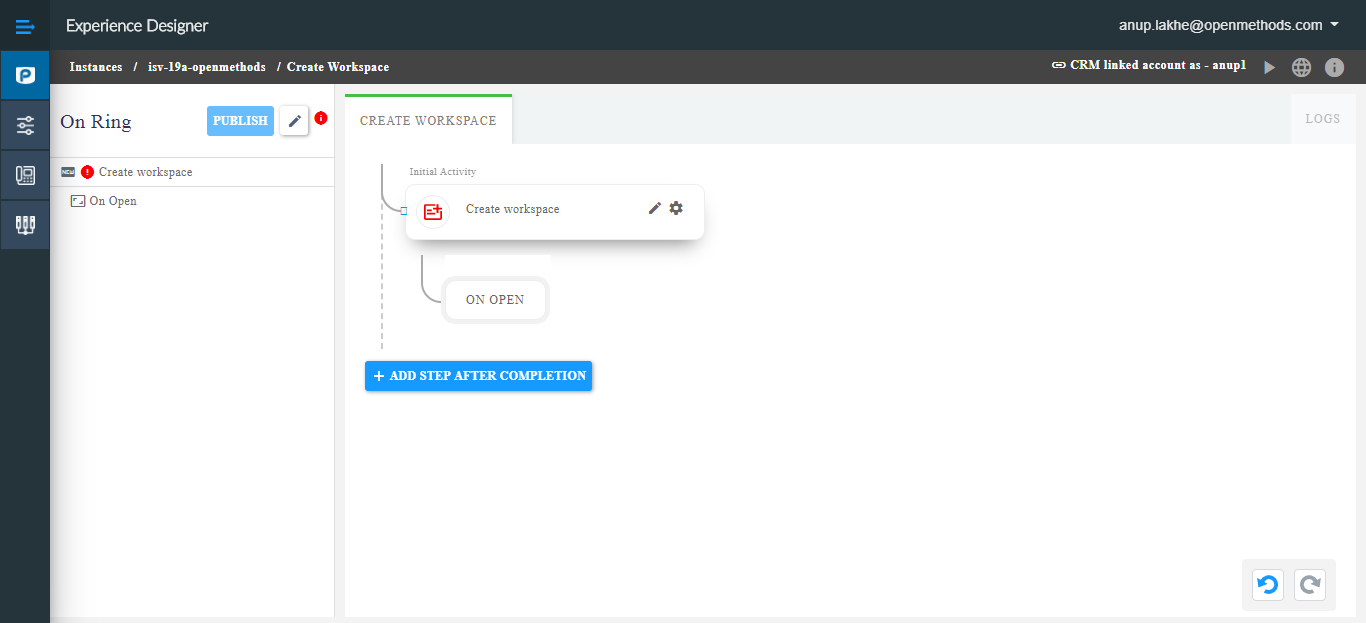 Experience Designer
anup.lakhe@openmethods.com
Instances / isv-19a-openmethods / Create Workspace
CRM linked account as - anup1
On Ring
PUBLISH
NEW Create workspace
On Open
CREATE WORKSPACE
LOGS
Initial Activity
Create workspace
ON OPEN
+ ADD STEP AFTER COMPLETION